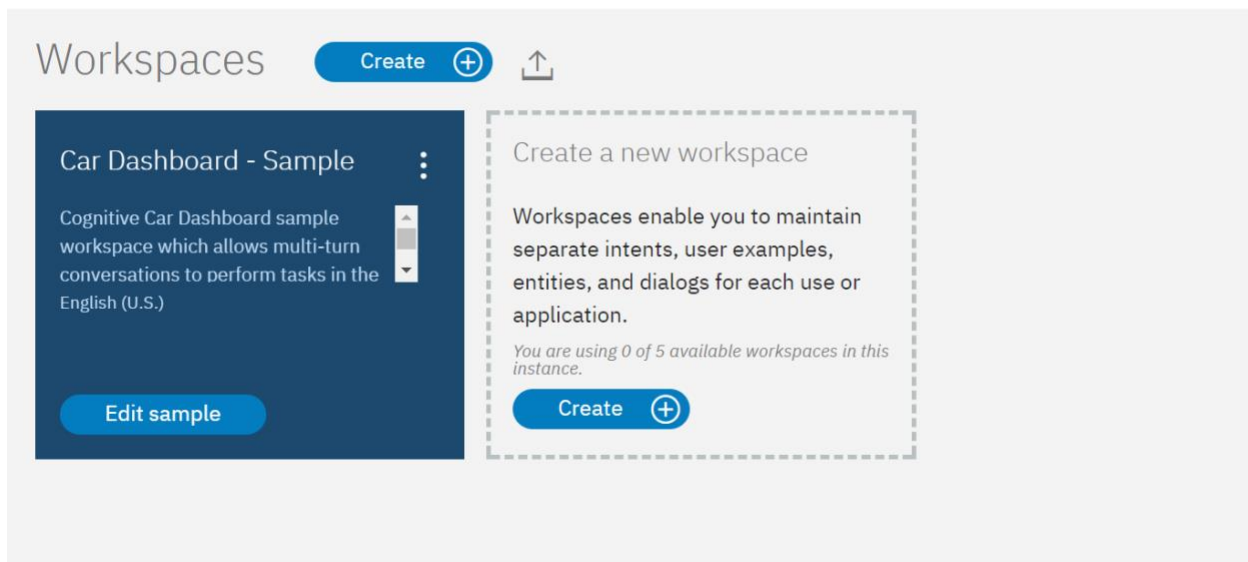 Workspaces
Create
Car Dashboard - Sample
Cognitive Car Dashboard sample
workspace which allows multi-turn
conversations to perform tasks in the
English (U.S.)
Edit sample
Create a new workspace
Workspaces enable you to maintain
separate intents, user examples,
entities, and dialogs for each use or
application.
You are using 0 of 5 available workspaces in this
instance.
Create